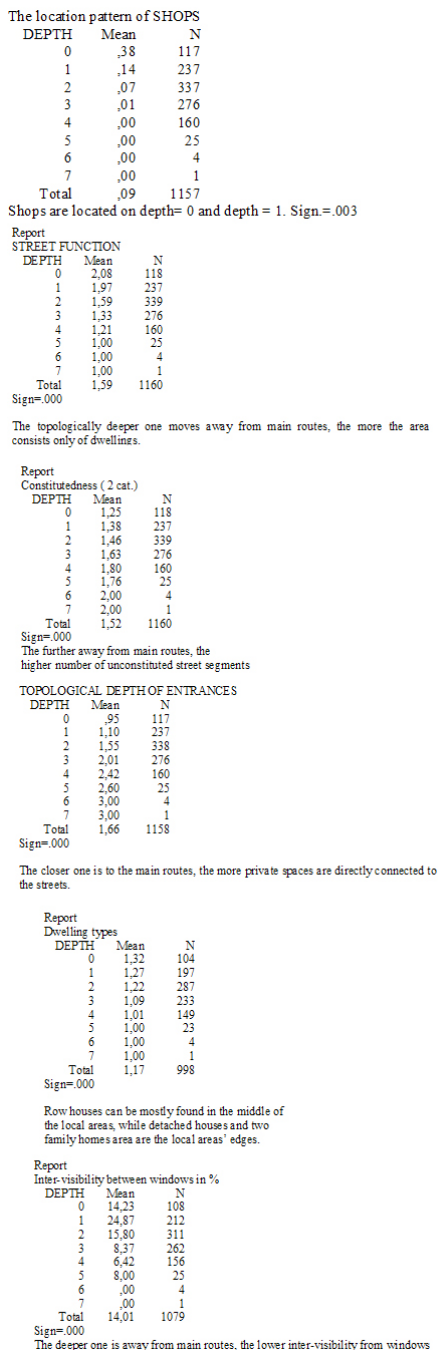 The location pattern of SHOPS
DEPTH Mean N
0 ,38 117
1 ,14 237
2 ,07 337
3 ,01 276
4 ,00 160
5 ,00 25
6 ,00 4
7 ,00 1
Total ,09 1157
Shops are located on depth= 0 and depth = 1. Sign.=.003
Report
STREET FUNCTION
DEPTH Mean N
0 2,08 118
1 1,97 237
2 1,59 339
3 1,33 276
4 1,21 160
5 1,00 25
6 1,00 4
7 1,00 1
Total 1,59 1160
Sign=.000
The topologically deeper one moves away from main routes, the more the area
consists only of dwellings.
Report
Constitutedness ( 2 cat.)
DEPTH Mean N
0 1,25 118
1 1,38 237
2 1,46 339
3 1,63 276
4 1,80 160
5 1,76 25
6 2,00 4
7 2,00 1
Total 1,52 1160
Sign=.000
The further away from main routes, the
higher number of unconstituted street segments
TOPOLOGICAL DEPTH OF ENTRANCES
DEPTH Mean N
0 ,95 117
1 1,10 237
2 1,55 338
3 2,01 276
4 2,42 160
5 2,60 25
6 3,00 4
7 3,00 1
Total 1,66 1158
Sign=.000
The closer one is to the main routes, the more private spaces are directly connected to
the streets.
Report
Dwelling types
DEPTH Mean N
0 1,32 104
1 1,27 197
2 1,22 287
3 1,09 233
4 1,01 149
5 1,00 23
6 1,00 4
7 1,00 1
Total 1,17 998
Sign=.000
Row houses can be mostly found in the middle of
the local areas, while detached houses and two
family homes area are the local areas' edges.
Report
Inter-visibility between windows in %
DEPTH Mean N
0 14,23 108
1 24,87 212
2 15,80 311
3 8,37 262
4 6,42 156
5 8,00 25
6 ,00 4
7 ,00 1
Total 14,01 1079
Sign=.000
The deeper one is away from main routes, the lower inter-visibility from windows